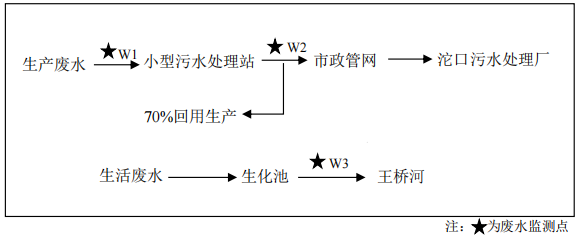 ★W1 ★W2
生产废水 小型污水处理站 市政管网 沱口污水处理厂
70%回用生产
★W3
生活废水 生化池 王桥河
注：★为废水监测点